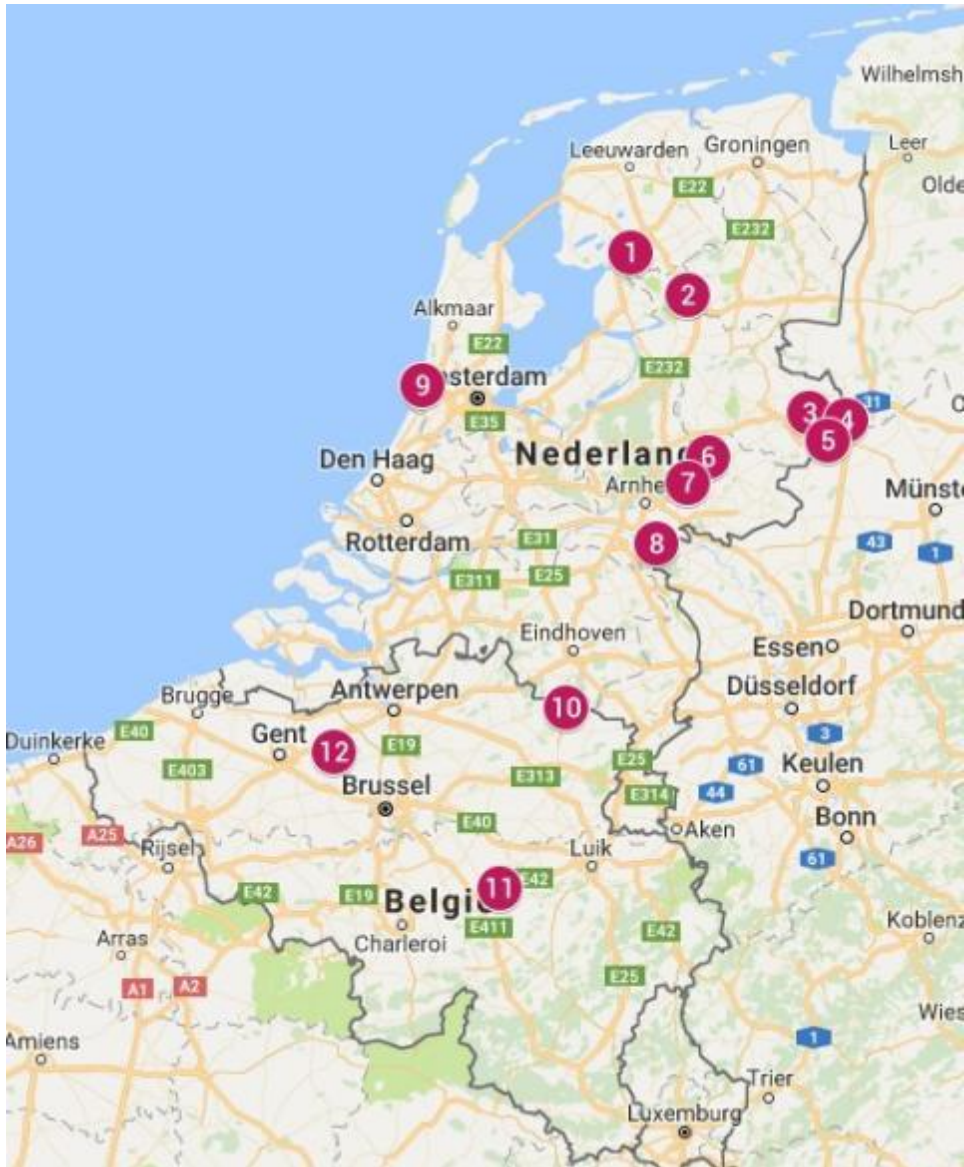 Wilhelmsh
Leeuwarden
Groningen
Leer
E22
Olde
E232
1
2
Alkmaar
E22
E232
9
sterdam
3
4
31
O
E35
5
Den Haag
Nederlan
6
7
Arnhe
Münste
Rotterdam
E31
8
43
1
E311
E25
Dortmund
Eindhoven
Essen
Brugge
Antwerpen
10
Düsseldorf
Duinkerke
E40
Gent
12
E19
3
E403
E25
61
Keulen
Brussel
E313
E314
44
A26
A25
E40
Aken
Bonn
Rijsel
Luik
61
E42
E19
België
11
E42
Koblenz
Arras
Charleroi
E411
E42
A1
A2
E25
Wies
Amiens
1
Trier
Luxemburg